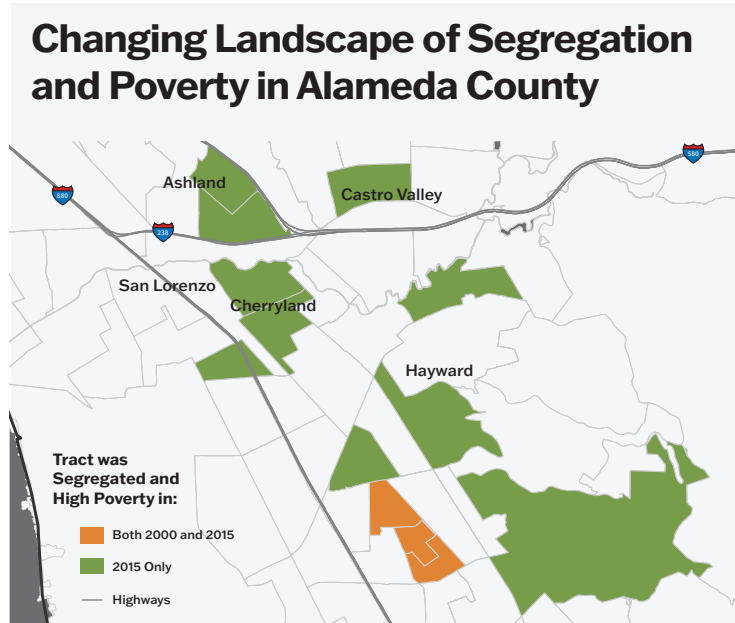 Changing Landscape of Segregation
and Poverty in Alameda County
580
Ashland
880
Castro Valley
238
San Lorenzo
Cherryland
Hayward
Tract was
Segregated and
High Poverty in:
Both 2000 and 2015
2015 Only
Highways